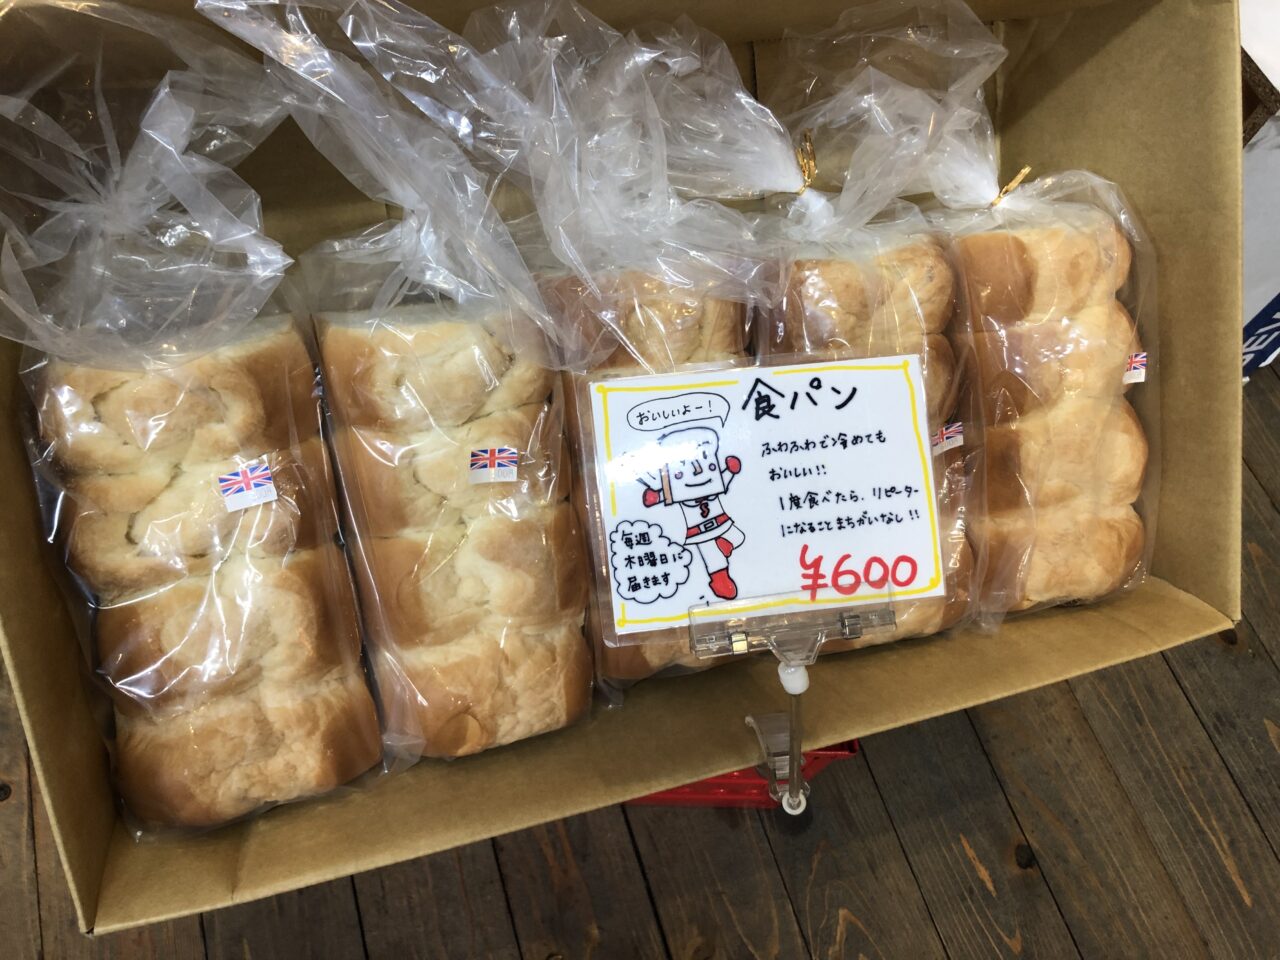 食パン
おいしいよー!
ふわふわで冷めても
おいしい!!
1度食べたら、リピーター
になることまちがいなし!!
¥600
毎週
木曜日に
届きます